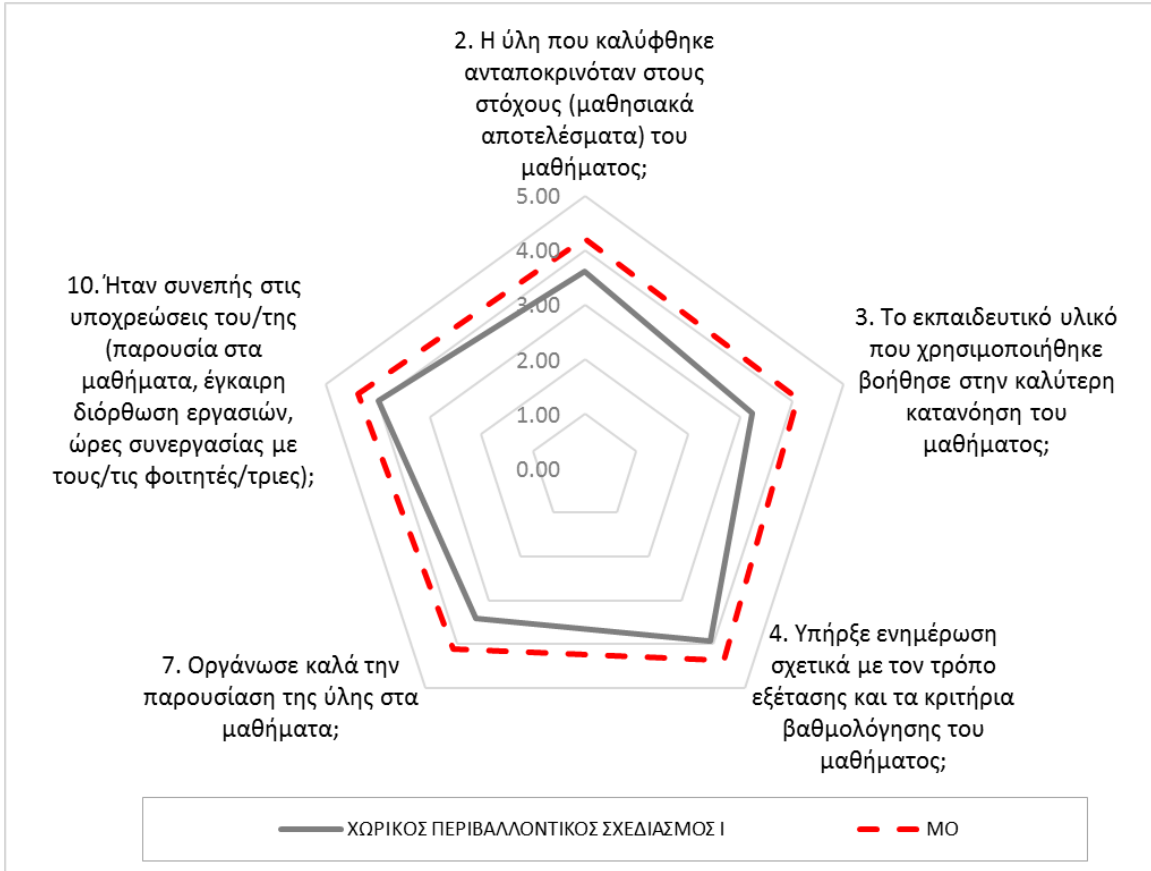 2. Η ύλη που καλύφθηκε
ανταποκρινόταν στους
στόχους (μαθησιακά
αποτελέσματα) του
μαθήματος;
5.00
4.00
3.00
2.00
1.00
0.00
10. Ήταν συνεπής στις
υποχρεώσεις του/της
(παρουσία στα
μαθήματα, έγκαιρη
διόρθωση εργασιών,
ώρες συνεργασίας με
τους/τις φοιτητές/τριες);
3. Το εκπαιδευτικό υλικό
που χρησιμοποιήθηκε
βοήθησε στην καλύτερη
κατανόηση του
μαθήματος;
7. Οργάνωσε καλά την
παρουσίαση της ύλης στα
μαθήματα;
4. Υπήρξε ενημέρωση
σχετικά με τον τρόπο
εξέτασης και τα κριτήρια
βαθμολόγησης του
μαθήματος;
ΧΩΡΙΚΟΣ ΠΕΡΙΒΑΛΛΟΝΤΙΚΟΣ ΣΧΕΔΙΑΣΜΟΣ Ι
ΜΟ